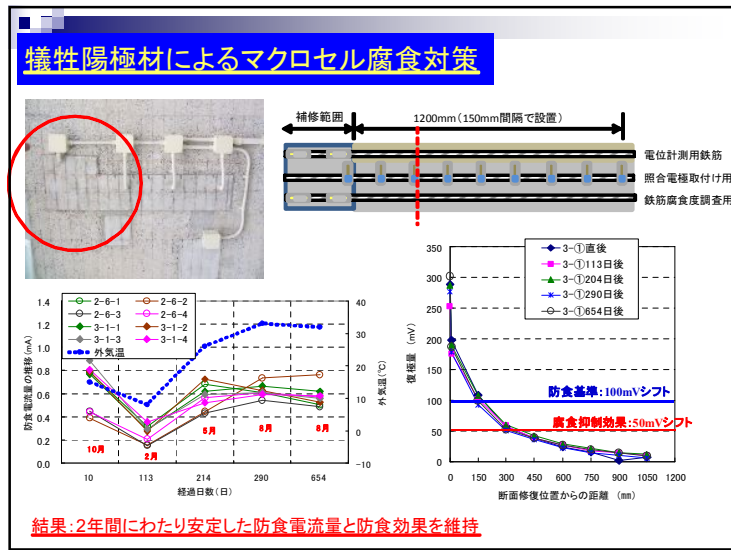 犠牲陽極材によるマクロセル腐食対策
補修範囲
1200mm(150mm間隔で設置)
電位計測用鉄筋
照合電極取付け用
鉄筋腐食度調査用
2-6-1 2-6-2
2-6-3 2-6-4
3-1-1 3-1-2
3-1-3 3-1-4
外気温
防食電流量の推移(mA)
1.4
1.2
1.0
0.8
0.6
0.4
0.2
0.0
40
30
20
10
0
-10
外気温(℃)
10月 2月 5月 8月 8月
10 113 214 290 654
経過日数(日)
3-①直後
3-①113日後
3-①204日後
3-①290日後
3-①654日後
復極量 (mV)
350
300
250
200
150
100
50
0
防食基準:100mVシフト
腐食抑制効果:50mVシフト
0 150 300 450 600 750 900 1050 1200
断面修復位置からの距離 (mm)
結果:2年間にわたり安定した防食電流量と防食効果を維持